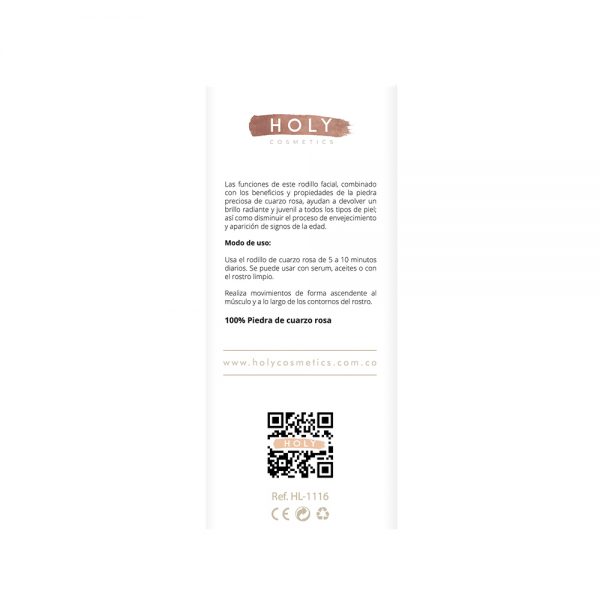 HOLY
COSMETICS
Las funciones de este rodillo facial, combinado
con los beneficios y propiedades de la piedra
preciosa de cuarzo rosa, ayudan a devolver un
brillo radiante y juvenil a todos los tipos de piel;
así como disminuir el proceso de envejecimiento
y aparición de signos de la edad.
Modo de uso:
Usa el rodillo de cuarzo rosa de 5 a 10 minutos
diarios. Se puede usar con serum, aceites o con
el rostro limpio.
Realiza movimientos de forma ascendente al
músculo y a lo largo de los contornos del rostro.
100% Piedra de cuarzo rosa
www.holycosmetics.com.co
HOLY
Ref. HL-1116
CE